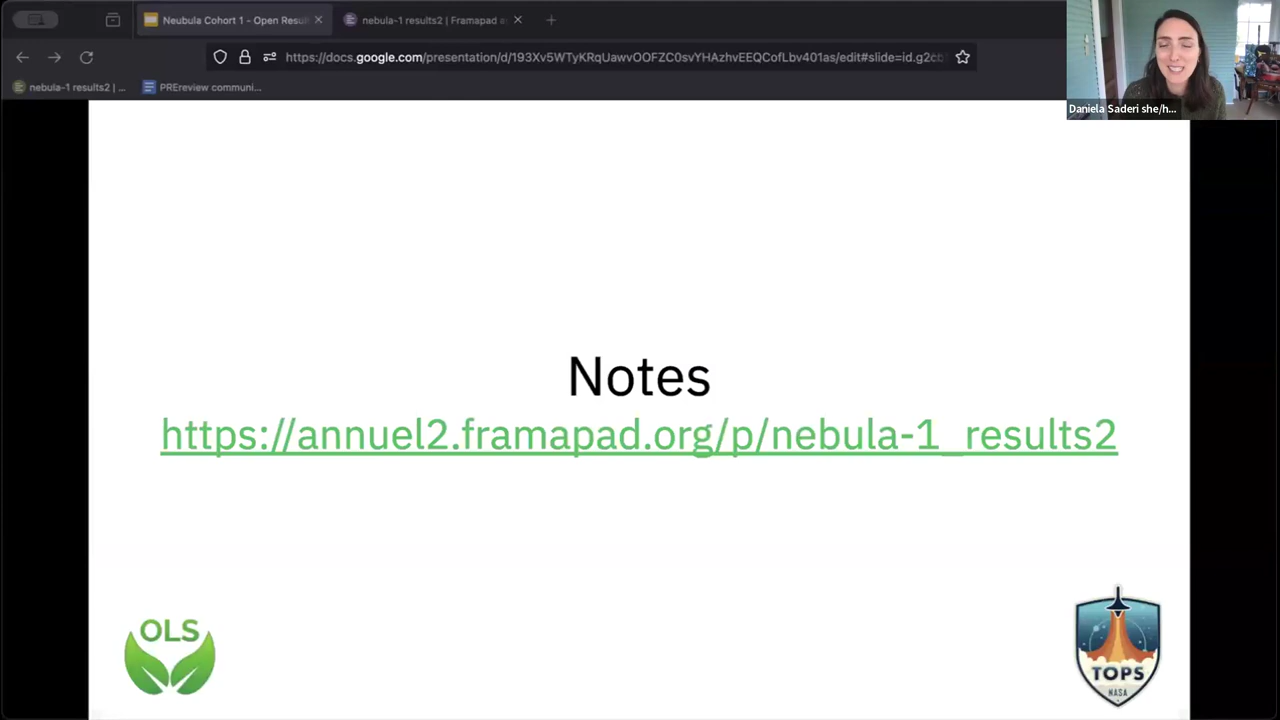 Neubula Cohort 1 - Open Resul
nebula-1 results2 | Framapad a
https://docs.google.com/presentation/d/193Xv5WTyKRqUawvOOFZC0svYHAzhvEEQCofLbv401as/edit#slide=id.g2cb
nebula-1 results2 | ...
PREreview communi...
Daniela Saderi she/h...
Notes
https://annuel2.framapad.org/p/nebula-1_results2
OLS
TOPS
NASA